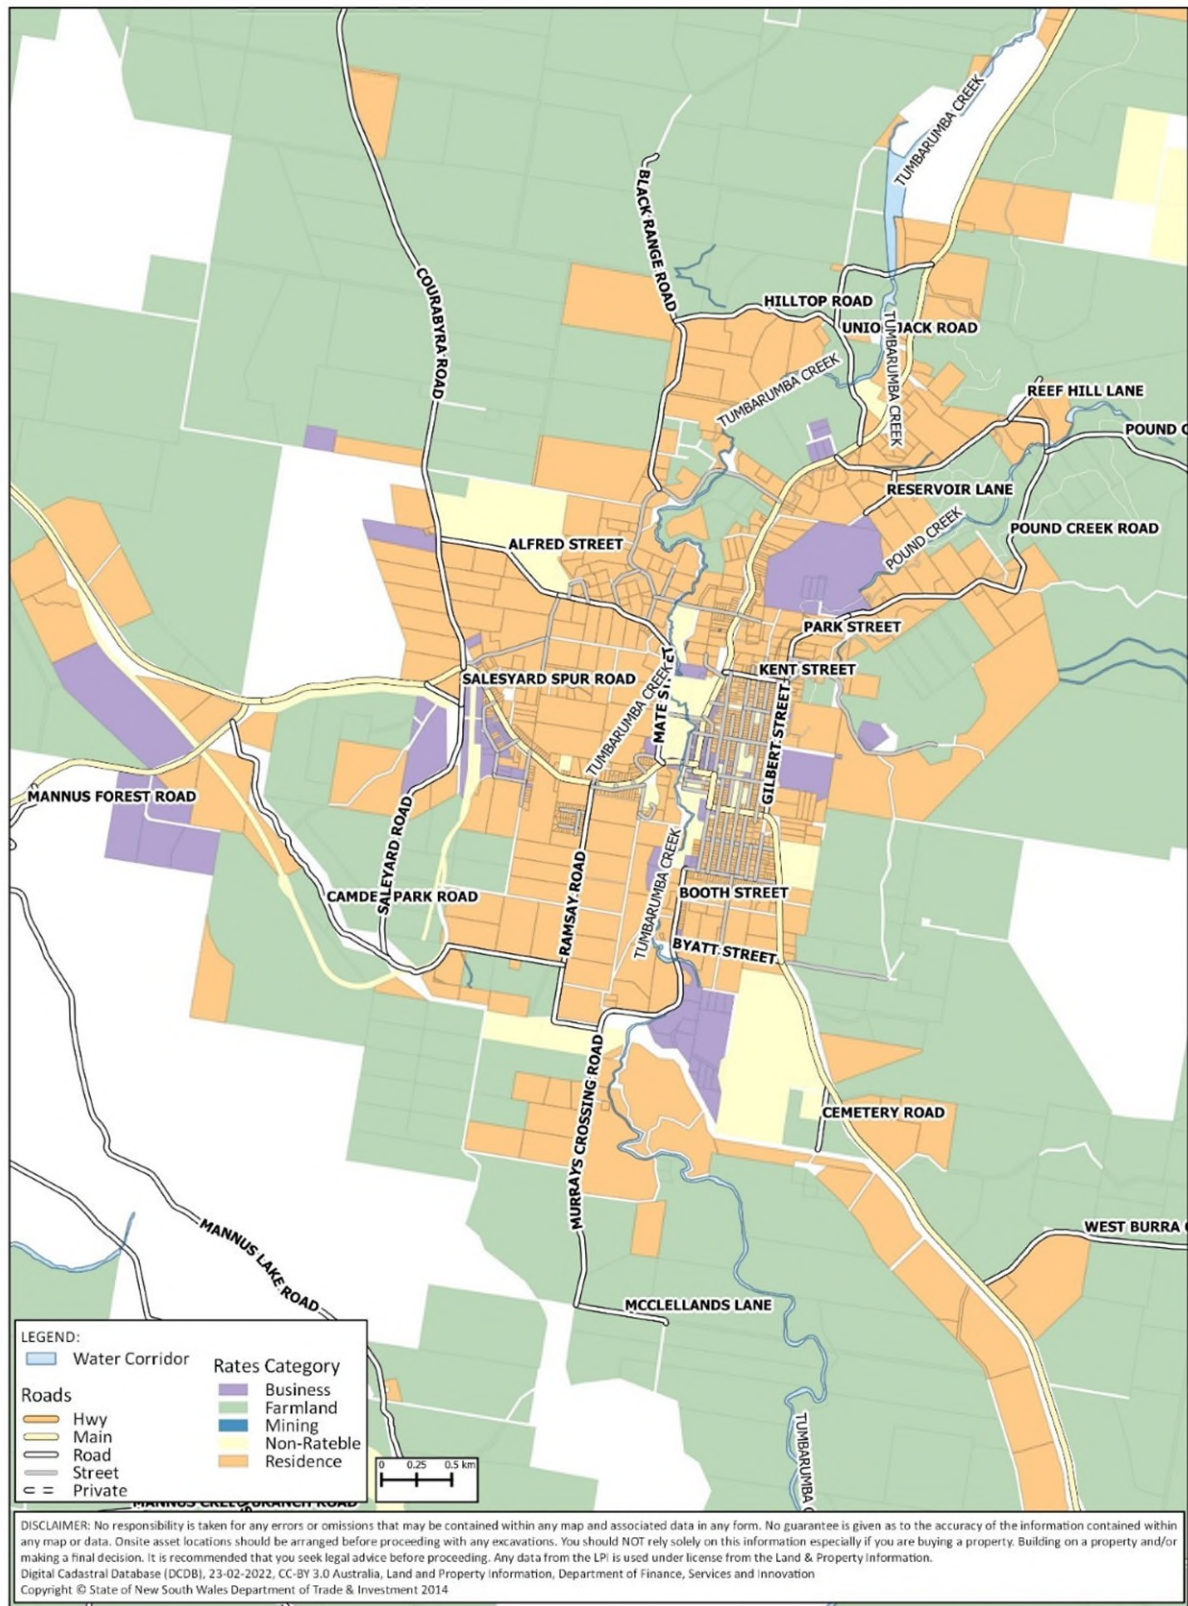 TUMBARUMBA CREEK
BLACK RANGE ROAD
COURABYRA ROAD
HILLTOP ROAD
JACK ROAD
TUMBARUMBA CREEK
TUMBARUMBA CREEK
REEF HILL LANE
POUND C
RESERVOIR LANE
POUND CREEK
POUND CREEK ROAD
ALFRED STREET
PARK STREET
KENT STREET
SALESYARD SPUR ROAD
TUMBARUMBA CREEK
MATE ST
GILBERT STREET
MANNUS FOREST ROAD
SALEYARD ROAD
RAMSAY ROAD
TUMBARUMBA CREEK
CAMDE PARK ROAD
BOOTH STREET
BYATT STREET
MURRAYS CROSSING ROAD
CEMETERY ROAD
MANNUS LAKE ROAD
WEST BURRA
MCCLELLANDS LANE
TUMBARUMBA
LEGEND:
Water Corridor
Roads
Hwy
Main
Road
Street
Private
Rates Category
Business
Farmland
Mining
Non-Rateble
Residence
0 0.25 0.5 km
DISCLAIMER: No responsibility is taken for any errors or omissions that may be contained within any map and associated data in any form. No guarantee is given as to the accuracy of the information contained within
any map or data. Onsite asset locations should be arranged before proceeding with any excavations. You should NOT rely solely on this information especially if you are buying a property. Building on a property and/or
making a final decision. It is recommended that you seek legal advice before proceeding. Any data from the LPI is used under license from the Land & Property Information.
Digital Cadastral Database (DCDB), 23-02-2022, CC-BY 3.0 Australia, Land and Property Information, Department of Finance, Services and Innovation
Copyright © State of New South Wales Department of Trade & Investment 2014